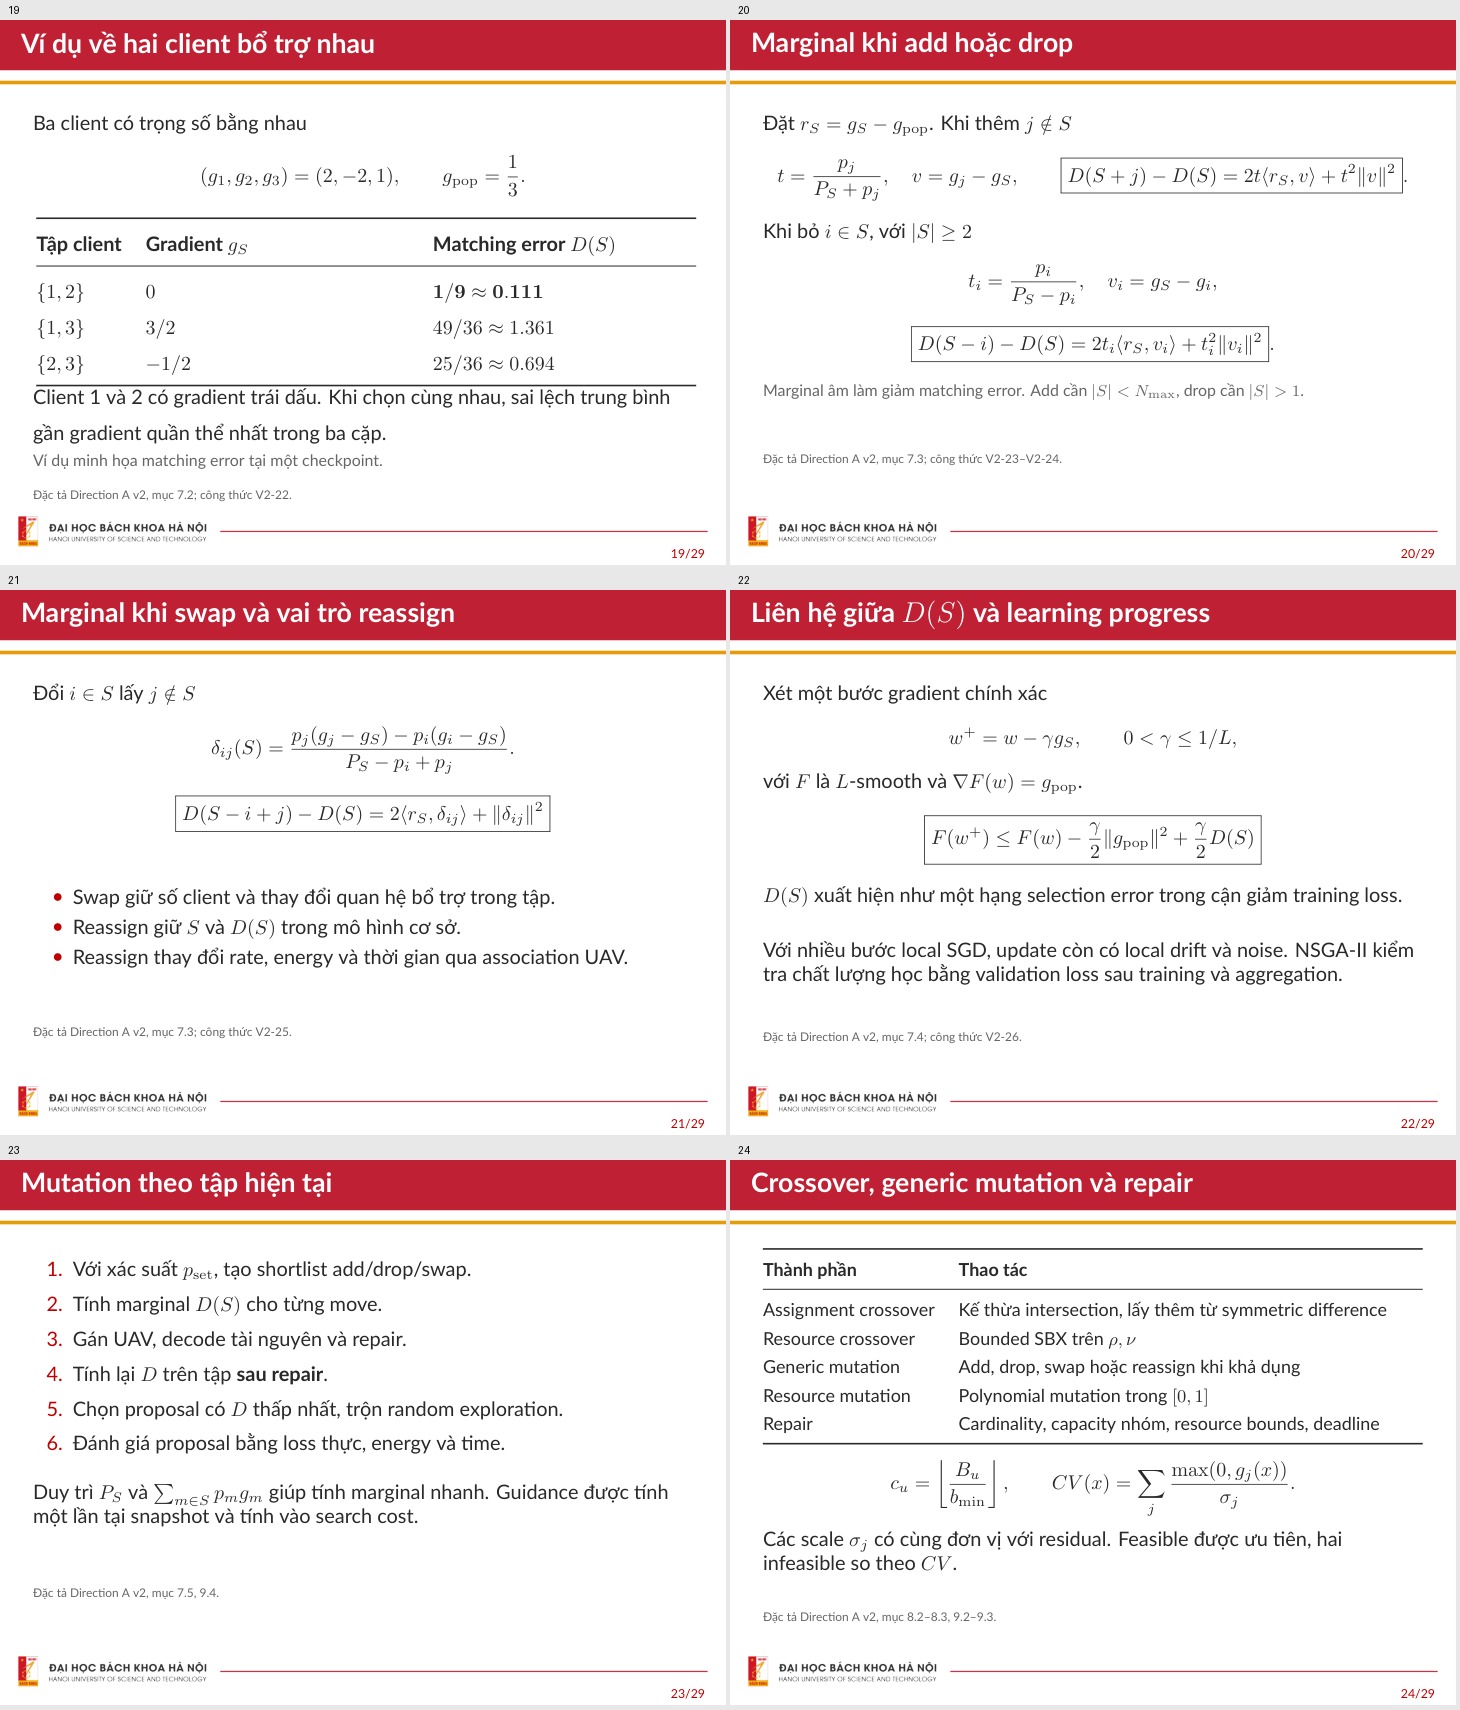 19
Ví dụ về hai client bổ trợ nhau
Ba client có trọng số bằng nhau
(g₁, g₂, g₃) = (2, −2, 1), g_pop = 1/3.
Tập client Gradient g_S Matching error D(S)
{1, 2} 0 1/9 ≈ 0.111
{1, 3} 3/2 49/36 ≈ 1.361
{2, 3} −1/2 25/36 ≈ 0.694
Client 1 và 2 có gradient trái dấu. Khi chọn cùng nhau, sai lệch trung bình
gần gradient quần thể nhất trong ba cặp.
Ví dụ minh họa matching error tại một checkpoint.
Đặc tả Direction A v2, mục 7.2; công thức V2-22.
ĐẠI HỌC BÁCH KHOA HÀ NỘI
HANOI UNIVERSITY OF SCIENCE AND TECHNOLOGY
19/29
20
Marginal khi add hoặc drop
Đặt r_S = g_S − g_pop. Khi thêm j ∉ S
t = p_j/(P_S + p_j), v = g_j − g_S, D(S + j) − D(S) = 2t⟨r_S, v⟩ + t²‖v‖².
Khi bỏ i ∈ S, với |S| ≥ 2
t_i = p_i/(P_S − p_i), v_i = g_S − g_i,
D(S − i) − D(S) = 2t_i⟨r_S, v_i⟩ + t_i²‖v_i‖².
Marginal âm làm giảm matching error. Add cần |S| < N_max, drop cần |S| > 1.
Đặc tả Direction A v2, mục 7.3; công thức V2-23–V2-24.
ĐẠI HỌC BÁCH KHOA HÀ NỘI
HANOI UNIVERSITY OF SCIENCE AND TECHNOLOGY
20/29
21
Marginal khi swap và vai trò reassign
Đổi i ∈ S lấy j ∉ S
δ_ij(S) = (p_j(g_j − g_S) − p_i(g_i − g_S))/(P_S − p_i + p_j).
D(S − i + j) − D(S) = 2⟨r_S, δ_ij⟩ + ‖δ_ij‖²
• Swap giữ số client và thay đổi quan hệ bổ trợ trong tập.
• Reassign giữ S và D(S) trong mô hình cơ sở.
• Reassign thay đổi rate, energy và thời gian qua association UAV.
Đặc tả Direction A v2, mục 7.3; công thức V2-25.
ĐẠI HỌC BÁCH KHOA HÀ NỘI
HANOI UNIVERSITY OF SCIENCE AND TECHNOLOGY
21/29
22
Liên hệ giữa D(S) và learning progress
Xét một bước gradient chính xác
w⁺ = w − γg_S, 0 < γ ≤ 1/L,
với F là L-smooth và ∇F(w) = g_pop.
F(w⁺) ≤ F(w) − γ/2‖g_pop‖² + γ/2 D(S)
D(S) xuất hiện như một hạng selection error trong cận giảm training loss.
Với nhiều bước local SGD, update còn có local drift và noise. NSGA-II kiểm
tra chất lượng học bằng validation loss sau training và aggregation.
Đặc tả Direction A v2, mục 7.4; công thức V2-26.
ĐẠI HỌC BÁCH KHOA HÀ NỘI
HANOI UNIVERSITY OF SCIENCE AND TECHNOLOGY
22/29
23
Mutation theo tập hiện tại
1. Với xác suất p_set, tạo shortlist add/drop/swap.
2. Tính marginal D(S) cho từng move.
3. Gán UAV, decode tài nguyên và repair.
4. Tính lại D trên tập sau repair.
5. Chọn proposal có D thấp nhất, trộn random exploration.
6. Đánh giá proposal bằng loss thực, energy và time.
Duy trì P_S và ∑_{m∈S} p_m g_m giúp tính marginal nhanh. Guidance được tính
một lần tại snapshot và tính vào search cost.
Đặc tả Direction A v2, mục 7.5, 9.4.
ĐẠI HỌC BÁCH KHOA HÀ NỘI
HANOI UNIVERSITY OF SCIENCE AND TECHNOLOGY
23/29
24
Crossover, generic mutation và repair
Thành phần Thao tác
Assignment crossover Kế thừa intersection, lấy thêm từ symmetric difference
Resource crossover Bounded SBX trên ρ, ν
Generic mutation Add, drop, swap hoặc reassign khi khả dụng
Resource mutation Polynomial mutation trong [0, 1]
Repair Cardinality, capacity nhóm, resource bounds, deadline
c_u = ⌊B_u/b_min⌋, CV(x) = ∑_j max(0, g_j(x))/σ_j.
Các scale σ_j có cùng đơn vị với residual. Feasible được ưu tiên, hai
infeasible so theo CV.
Đặc tả Direction A v2, mục 8.2–8.3, 9.2–9.3.
ĐẠI HỌC BÁCH KHOA HÀ NỘI
HANOI UNIVERSITY OF SCIENCE AND TECHNOLOGY
24/29